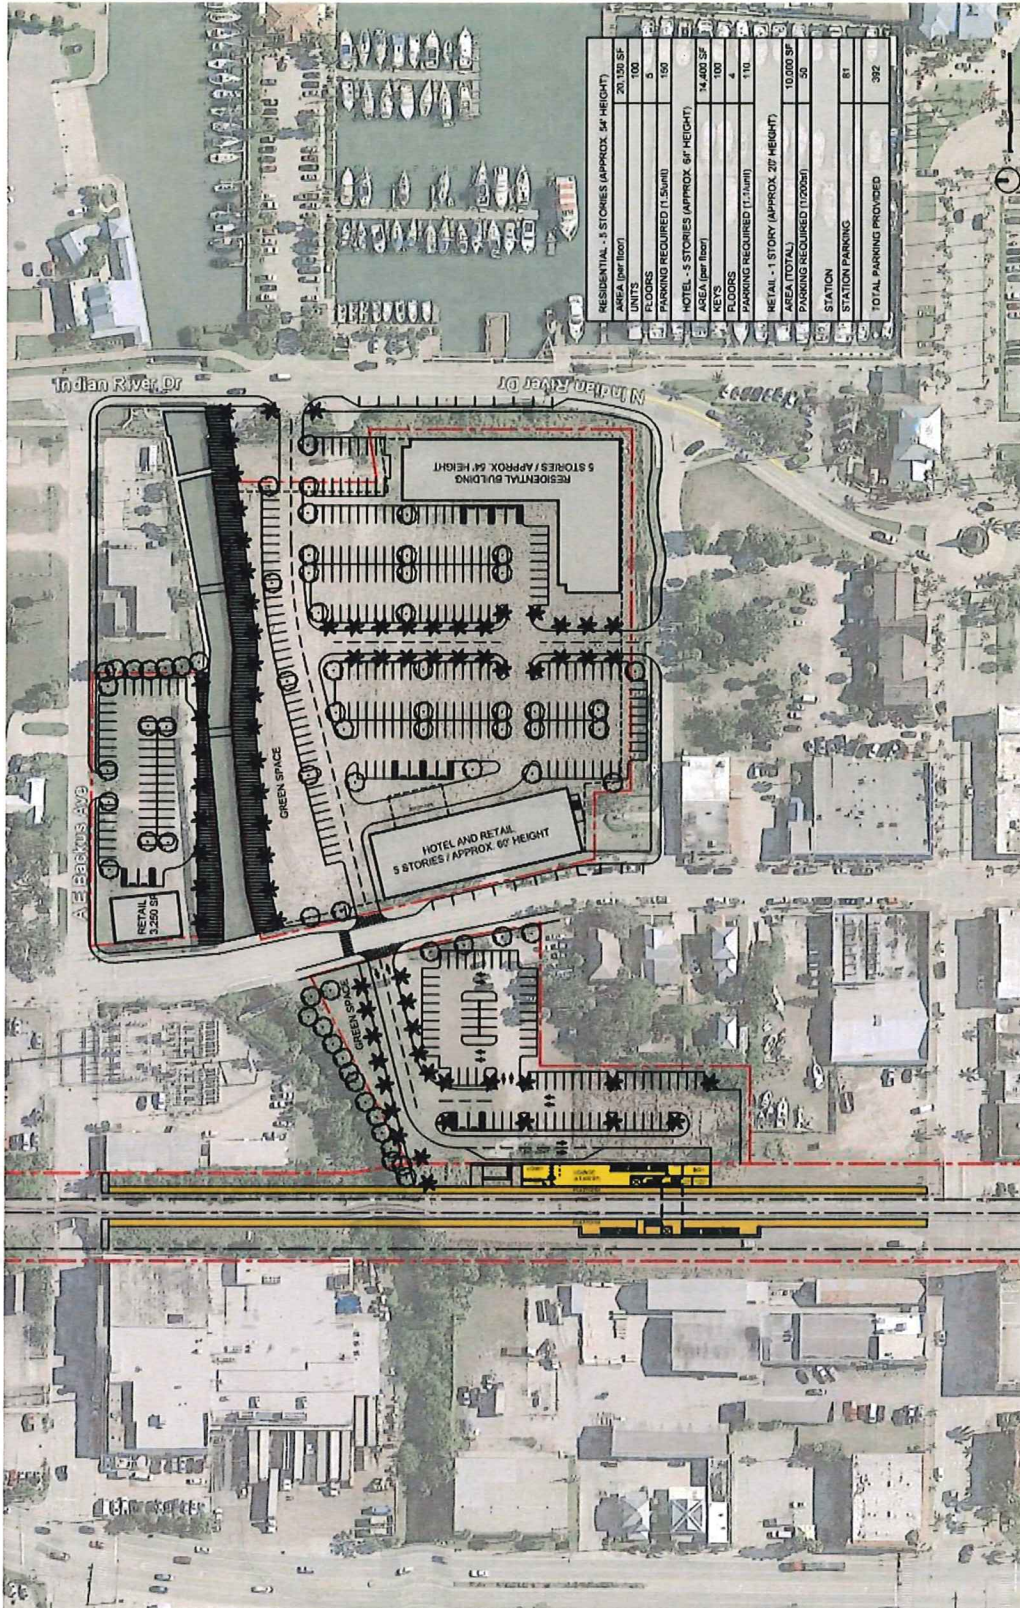 Indian River Dr
N Indian River Dr
A E Backus Ave
RESIDENTIAL - 5 STORIES (APPROX. 54' HEIGHT)
AREA (per floor) 20,150 SF
UNITS 100
FLOORS 5
PARKING REQUIRED (1.5/unit) 150
HOTEL - 5 STORIES (APPROX. 60' HEIGHT)
AREA (per floor) 14,400 SF
KEYS 100
FLOORS 4
PARKING REQUIRED (1.1/unit) 110
RETAIL - 1 STORY (APPROX. 20' HEIGHT)
AREA (TOTAL) 10,000 SF
PARKING REQUIRED (1/200sf) 50
STATION
STATION PARKING 81
TOTAL PARKING PROVIDED 392
RESIDENTIAL BUILDING
5 STORIES / APPROX. 54' HEIGHT
GREEN SPACE
HOTEL AND RETAIL
5 STORIES / APPROX. 60' HEIGHT
RETAIL
3,250 SF
GREEN SPACE